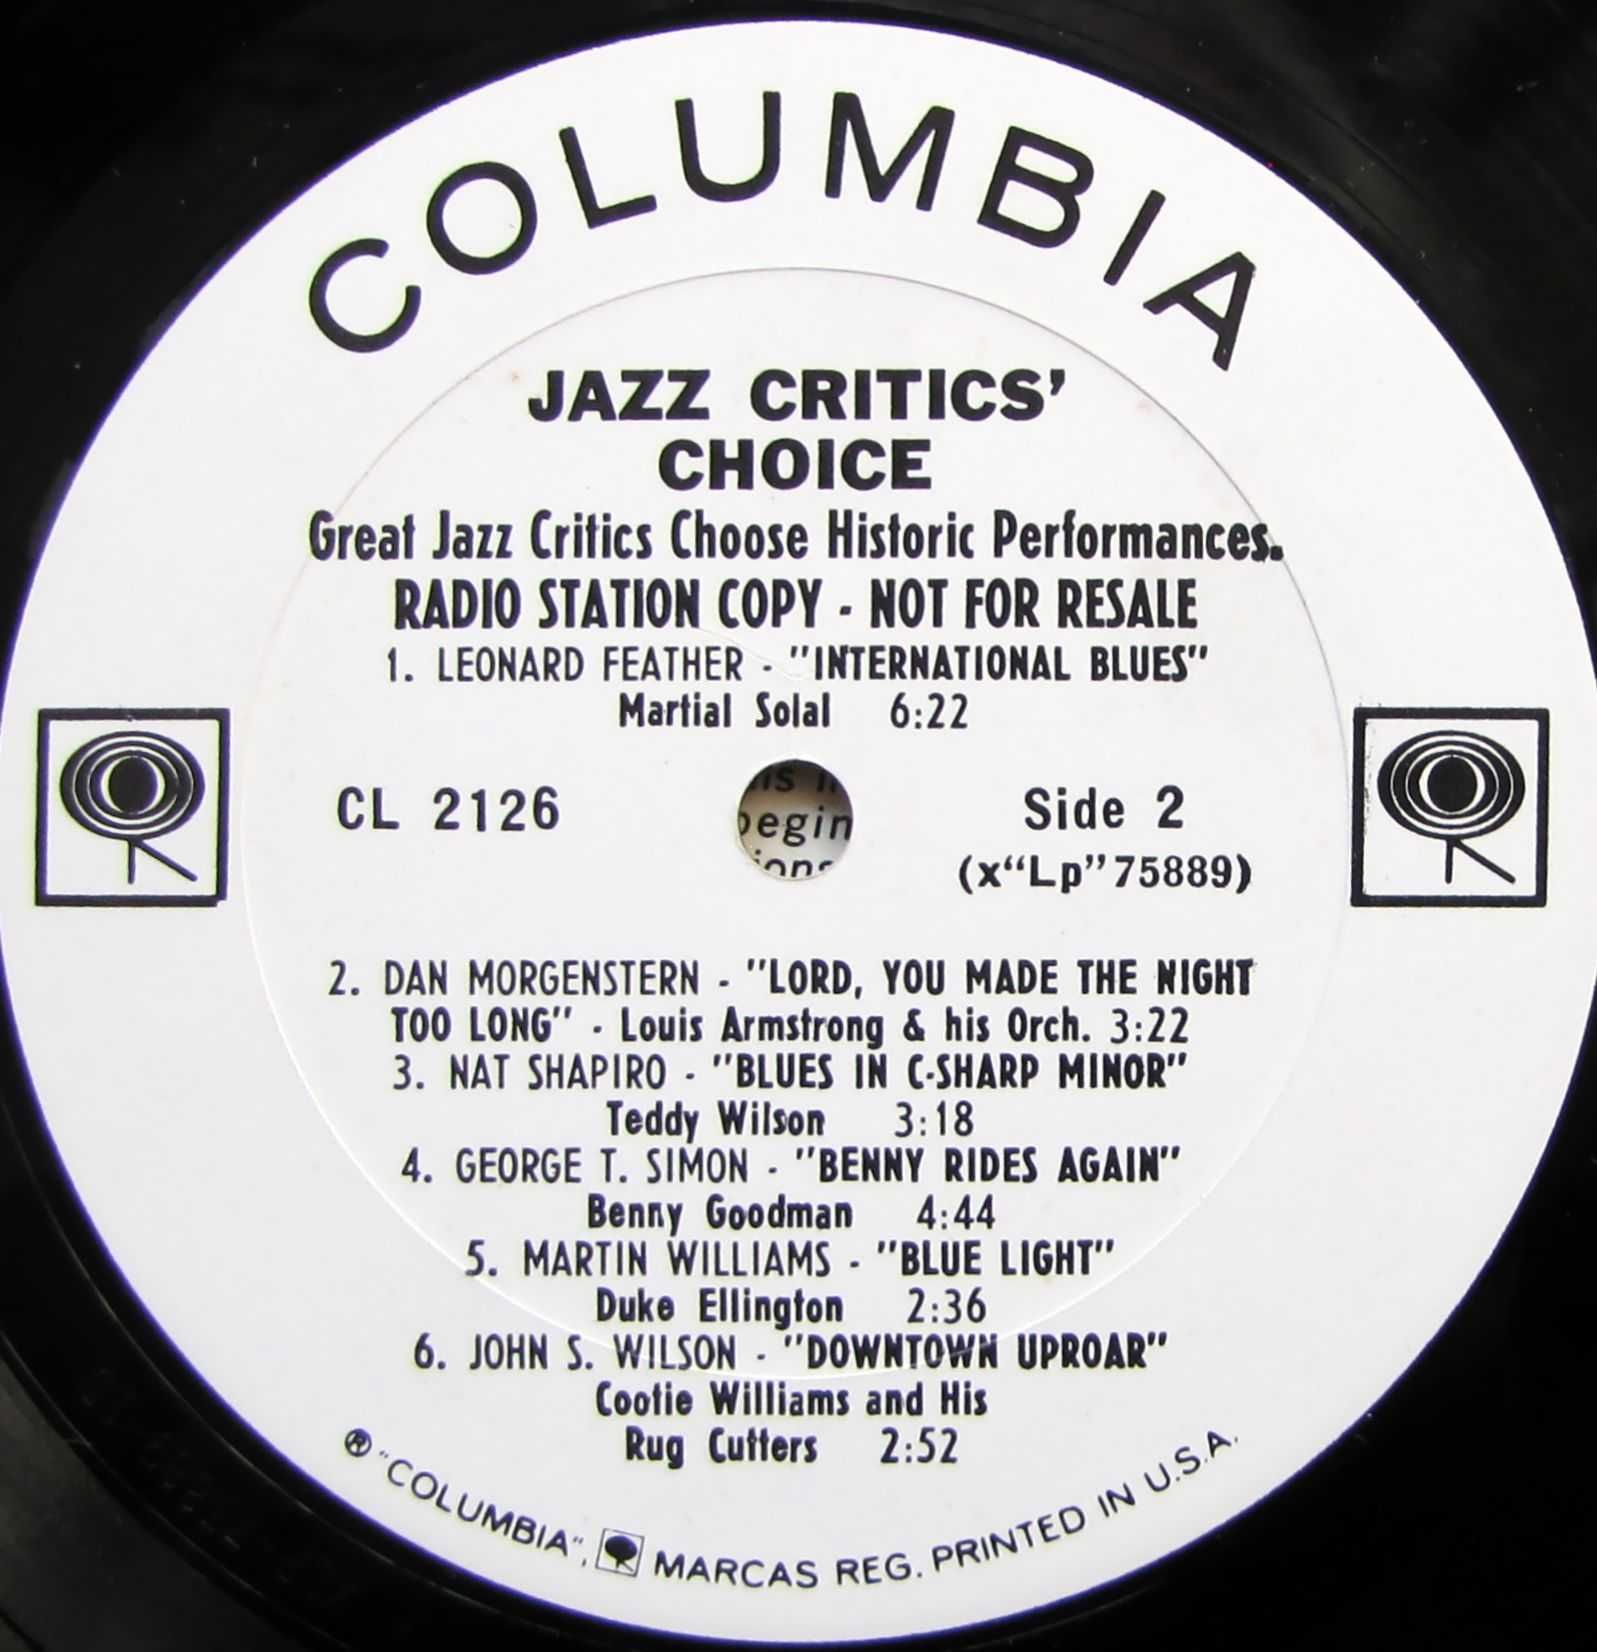 COLUMBIA
JAZZ CRITICS'
CHOICE
Great Jazz Critics Choose Historic Performances.
RADIO STATION COPY - NOT FOR RESALE
1. LEONARD FEATHER - "INTERNATIONAL BLUES"
Martial Solal 6:22
CL 2126
Side 2
(x“Lp”75889)
egin
2. DAN MORGENSTERN - "LORD, YOU MADE THE NIGHT
TOO LONG" - Louis Armstrong & his Orch. 3:22
3. NAT SHAPIRO - "BLUES IN C-SHARP MINOR"
Teddy Wilson 3:18
4. GEORGE T. SIMON - "BENNY RIDES AGAIN"
Benny Goodman 4:44
5. MARTIN WILLIAMS - "BLUE LIGHT"
Duke Ellington 2:36
6. JOHN S. WILSON - "DOWNTOWN UPROAR"
Cootie Williams and His
Rug Cutters 2:52
® "COLUMBIA", MARCAS REG. PRINTED IN U.S.A.